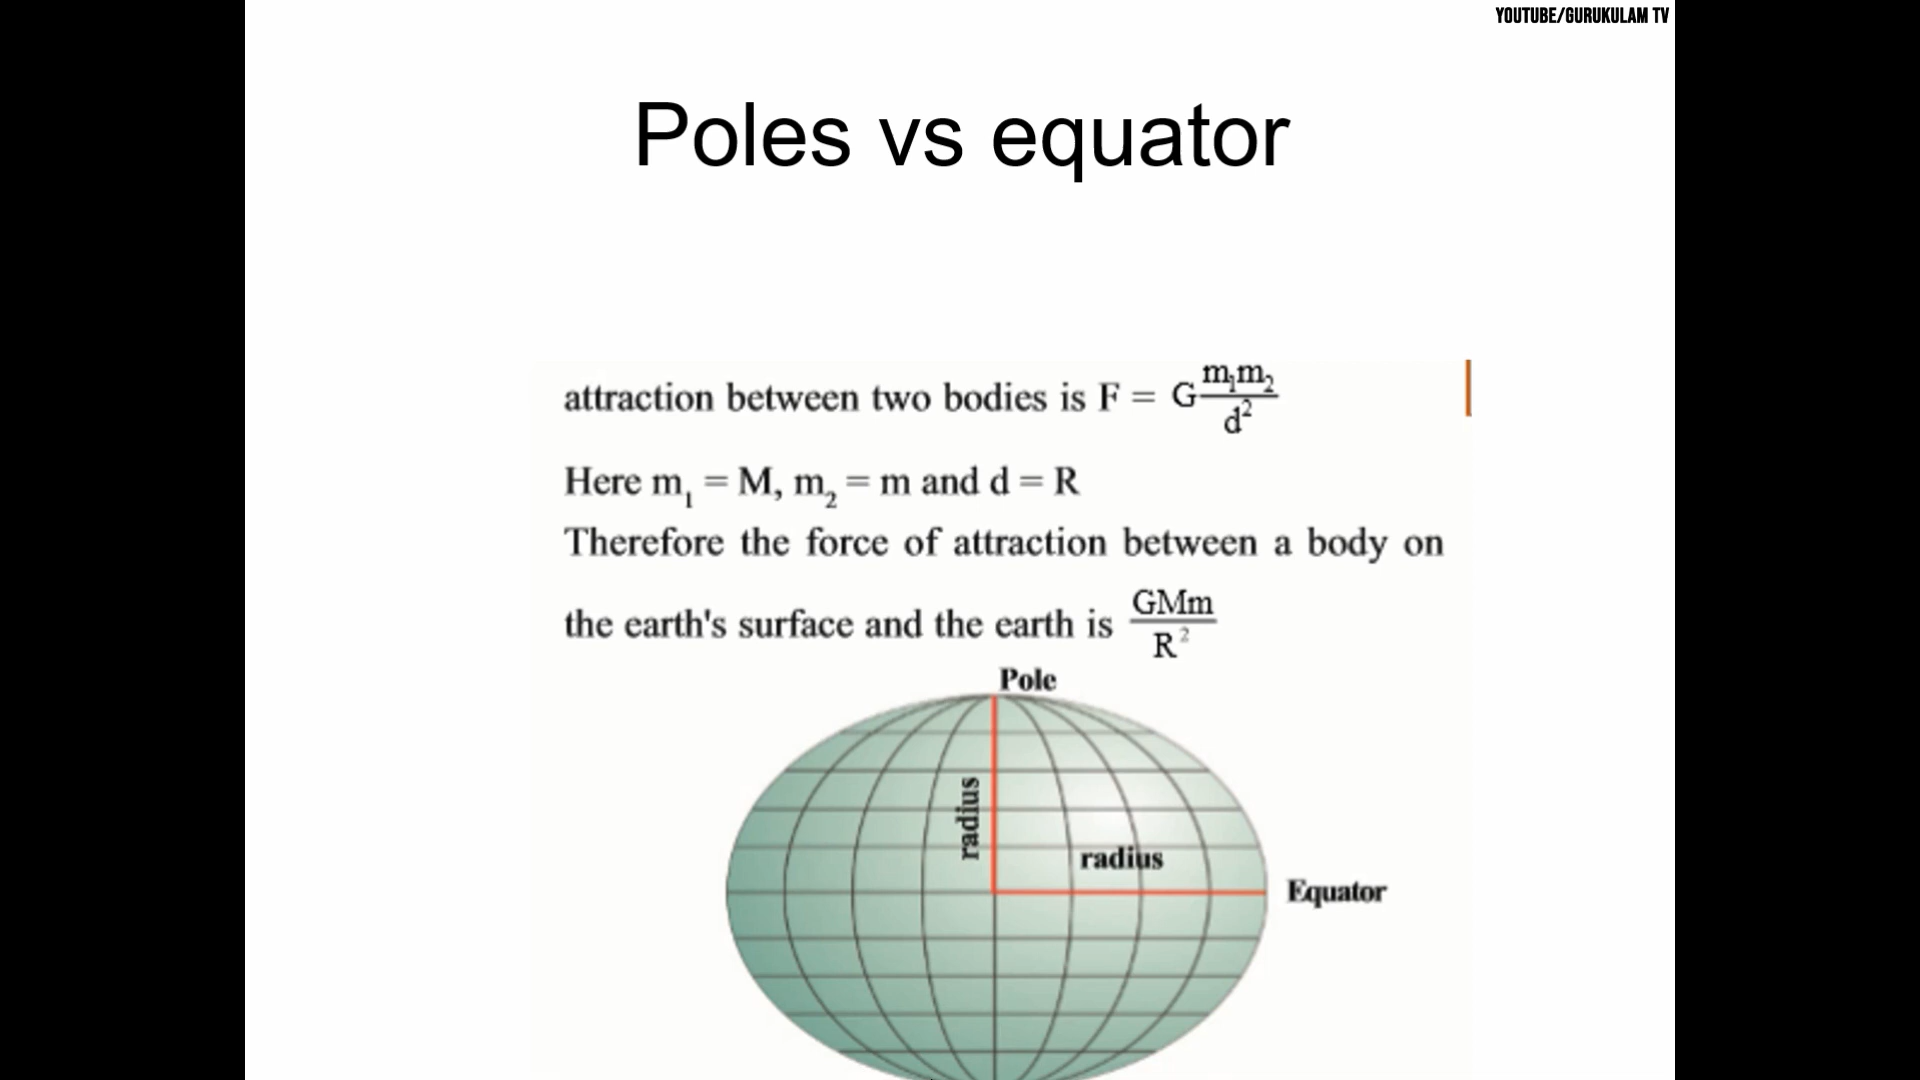 YOUTUBE/GURUKULAM TV
Poles vs equator
attraction between two bodies is F = G m₁m₂/d²
Here m₁ = M, m₂ = m and d = R
Therefore the force of attraction between a body on
the earth's surface and the earth is GMm/R²
Pole
radius
radius
Equator